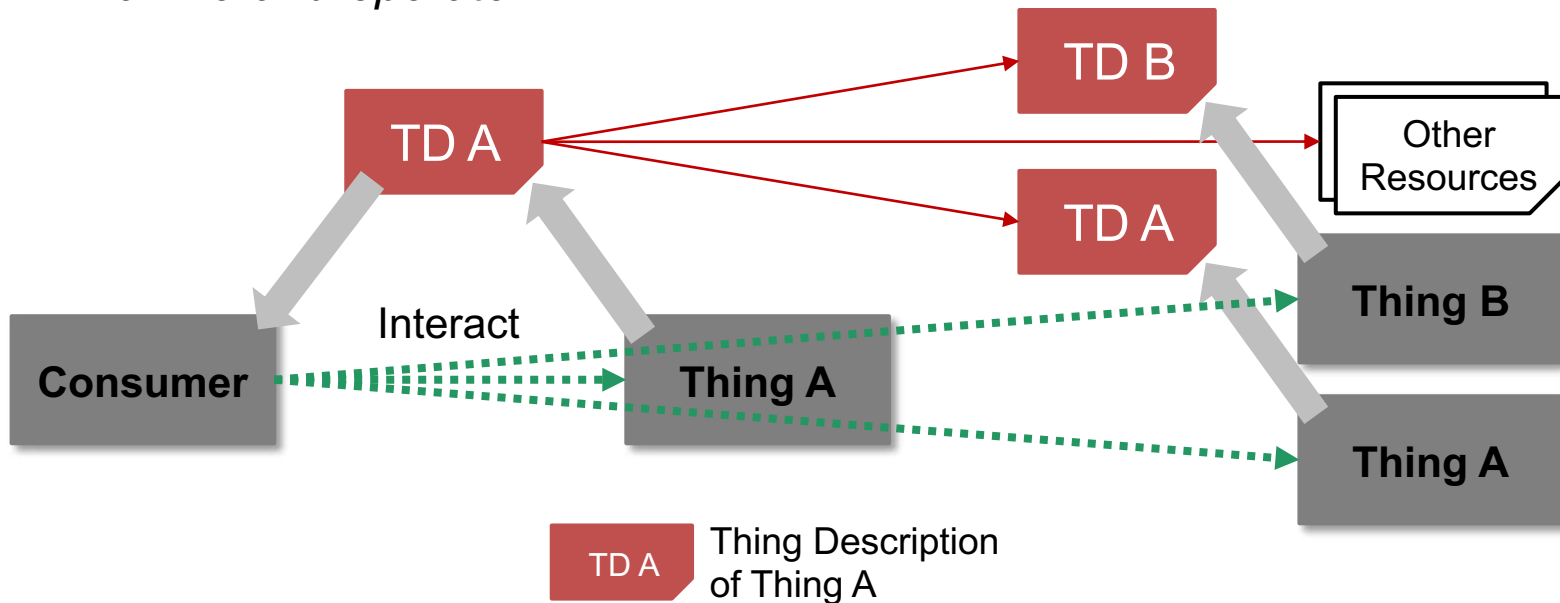 TD B
TD A
Other
Resources
TD A
Thing B
Interact
Consumer
Thing A
Thing A
TD A
Thing Description
of Thing A